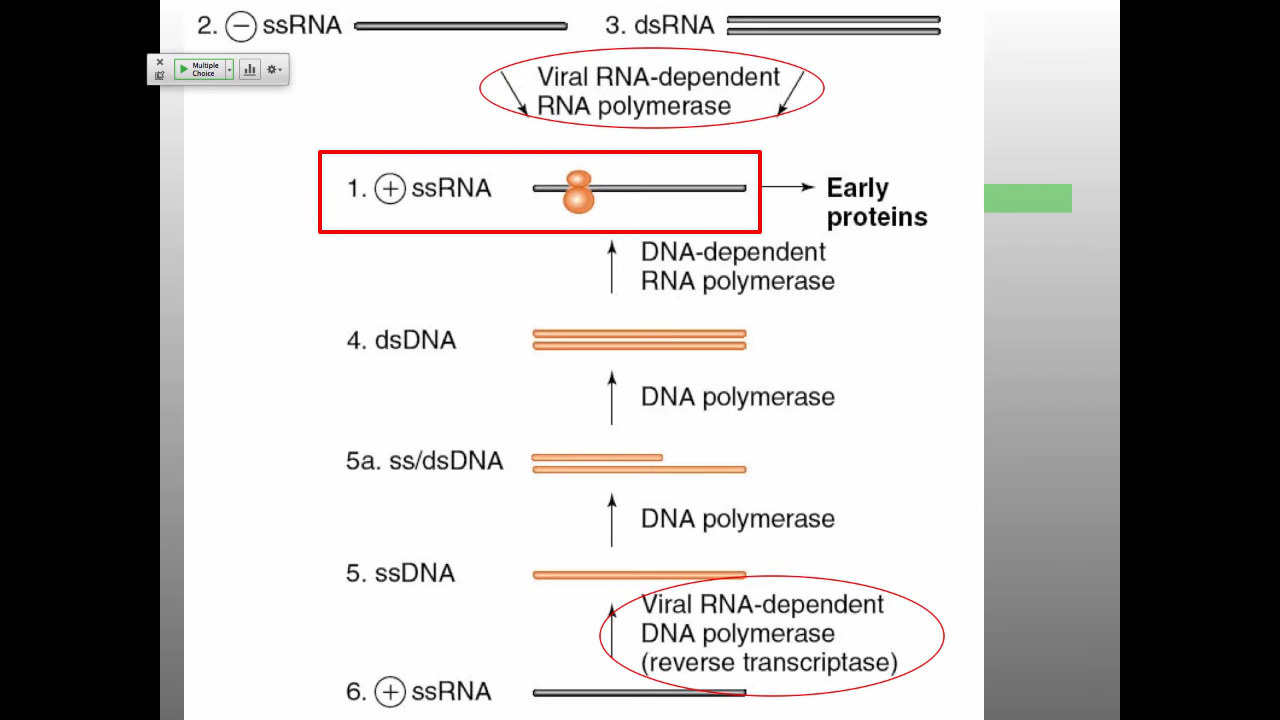 2. ⊖ ssRNA
3. dsRNA
Multiple
Choice
Viral RNA-dependent
RNA polymerase
1. ⊕ ssRNA
Early
proteins
DNA-dependent
RNA polymerase
4. dsDNA
DNA polymerase
5a. ss/dsDNA
DNA polymerase
5. ssDNA
Viral RNA-dependent
DNA polymerase
(reverse transcriptase)
6. ⊕ ssRNA